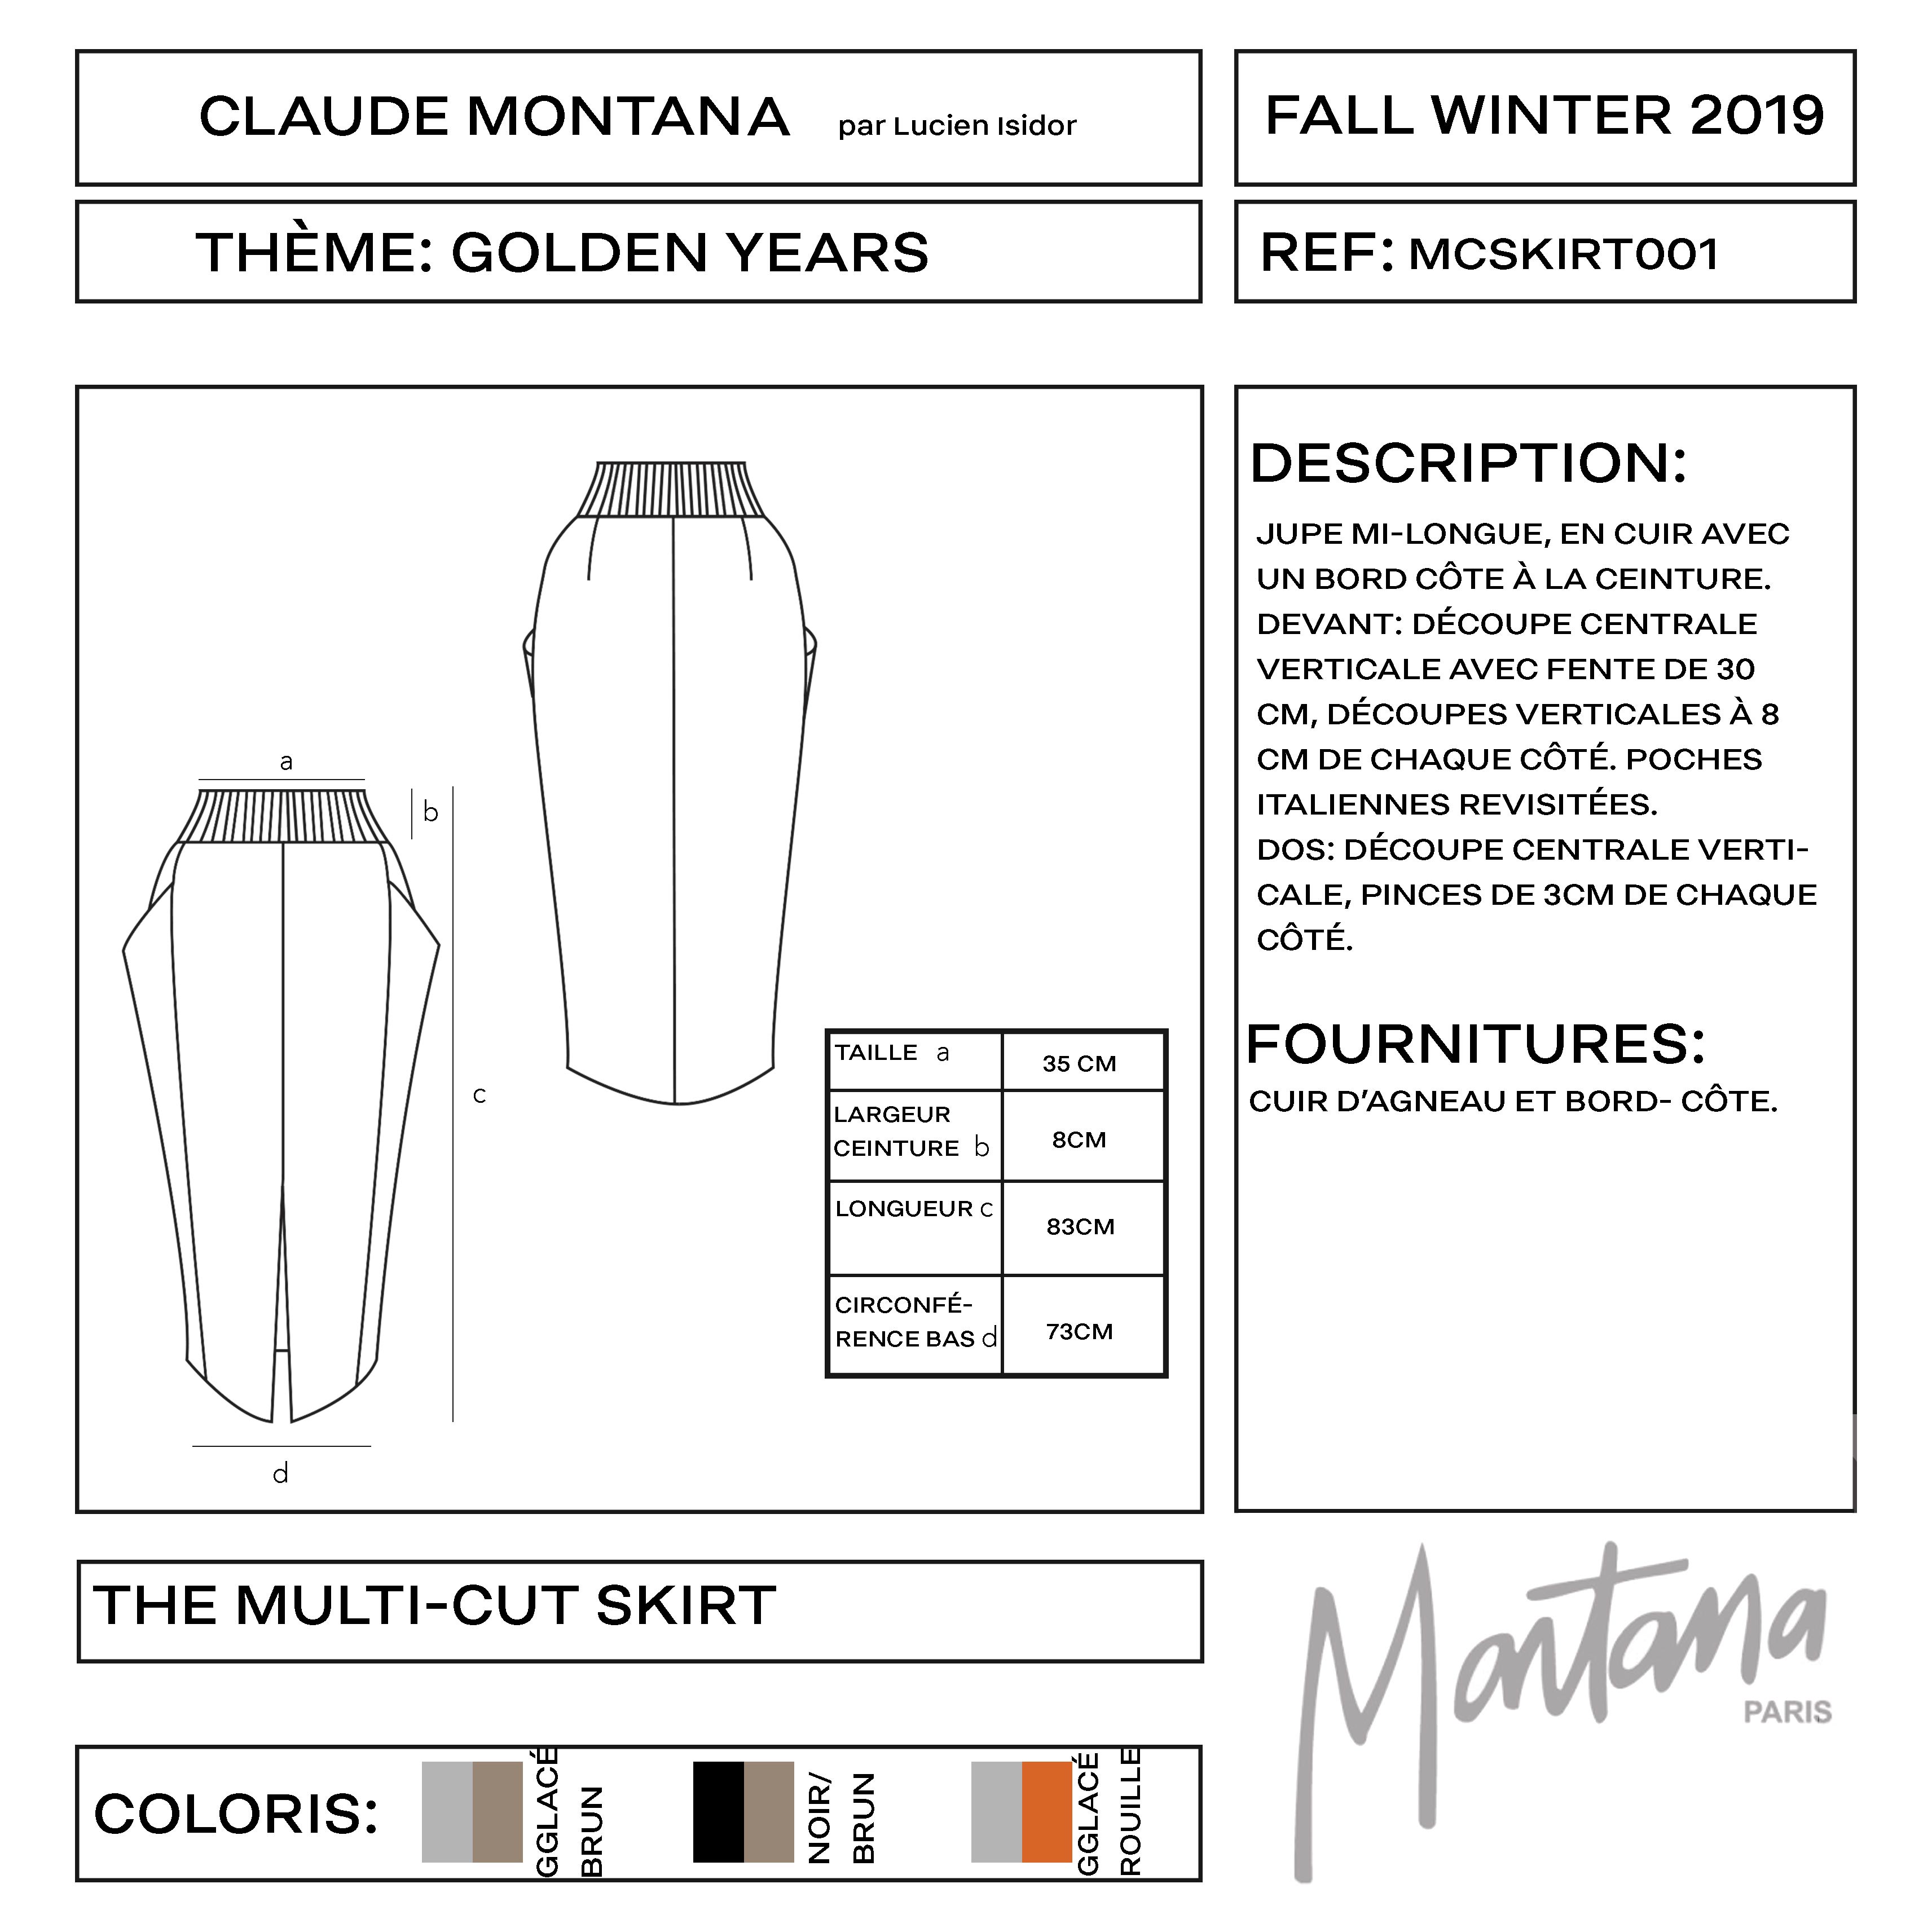 CLAUDE MONTANA par Lucien Isidor
FALL WINTER 2019
THÈME: GOLDEN YEARS
REF: MCSKIRT001
a
b
c
d
TAILLE a
35 CM
LARGEUR
CEINTURE b
8CM
LONGUEUR c
83CM
CIRCONFÉ-
RENCE BAS d
73CM
DESCRIPTION:
JUPE MI-LONGUE, EN CUIR AVEC
UN BORD CÔTE À LA CEINTURE.
DEVANT: DÉCOUPE CENTRALE
VERTICALE AVEC FENTE DE 30
CM, DÉCOUPES VERTICALES À 8
CM DE CHAQUE CÔTÉ. POCHES
ITALIENNES REVISITÉES.
DOS: DÉCOUPE CENTRALE VERTI-
CALE, PINCES DE 3CM DE CHAQUE
CÔTÉ.
FOURNITURES:
CUIR D'AGNEAU ET BORD- CÔTE.
THE MULTI-CUT SKIRT
Montana
PARIS
COLORIS:
GGLACÉ
BRUN
NOIR/
BRUN
GGLACÉ
ROUILLE